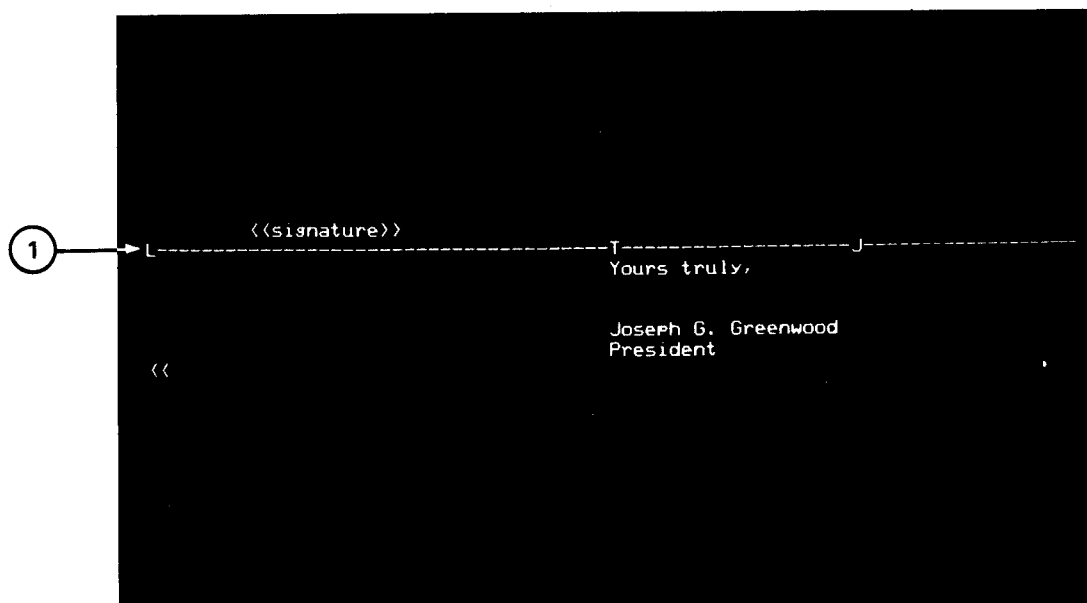 <<signature>>
1 L-----------------------------------------T---------------------J-------------------
Yours truly,
Joseph G. Greenwood
President
<<